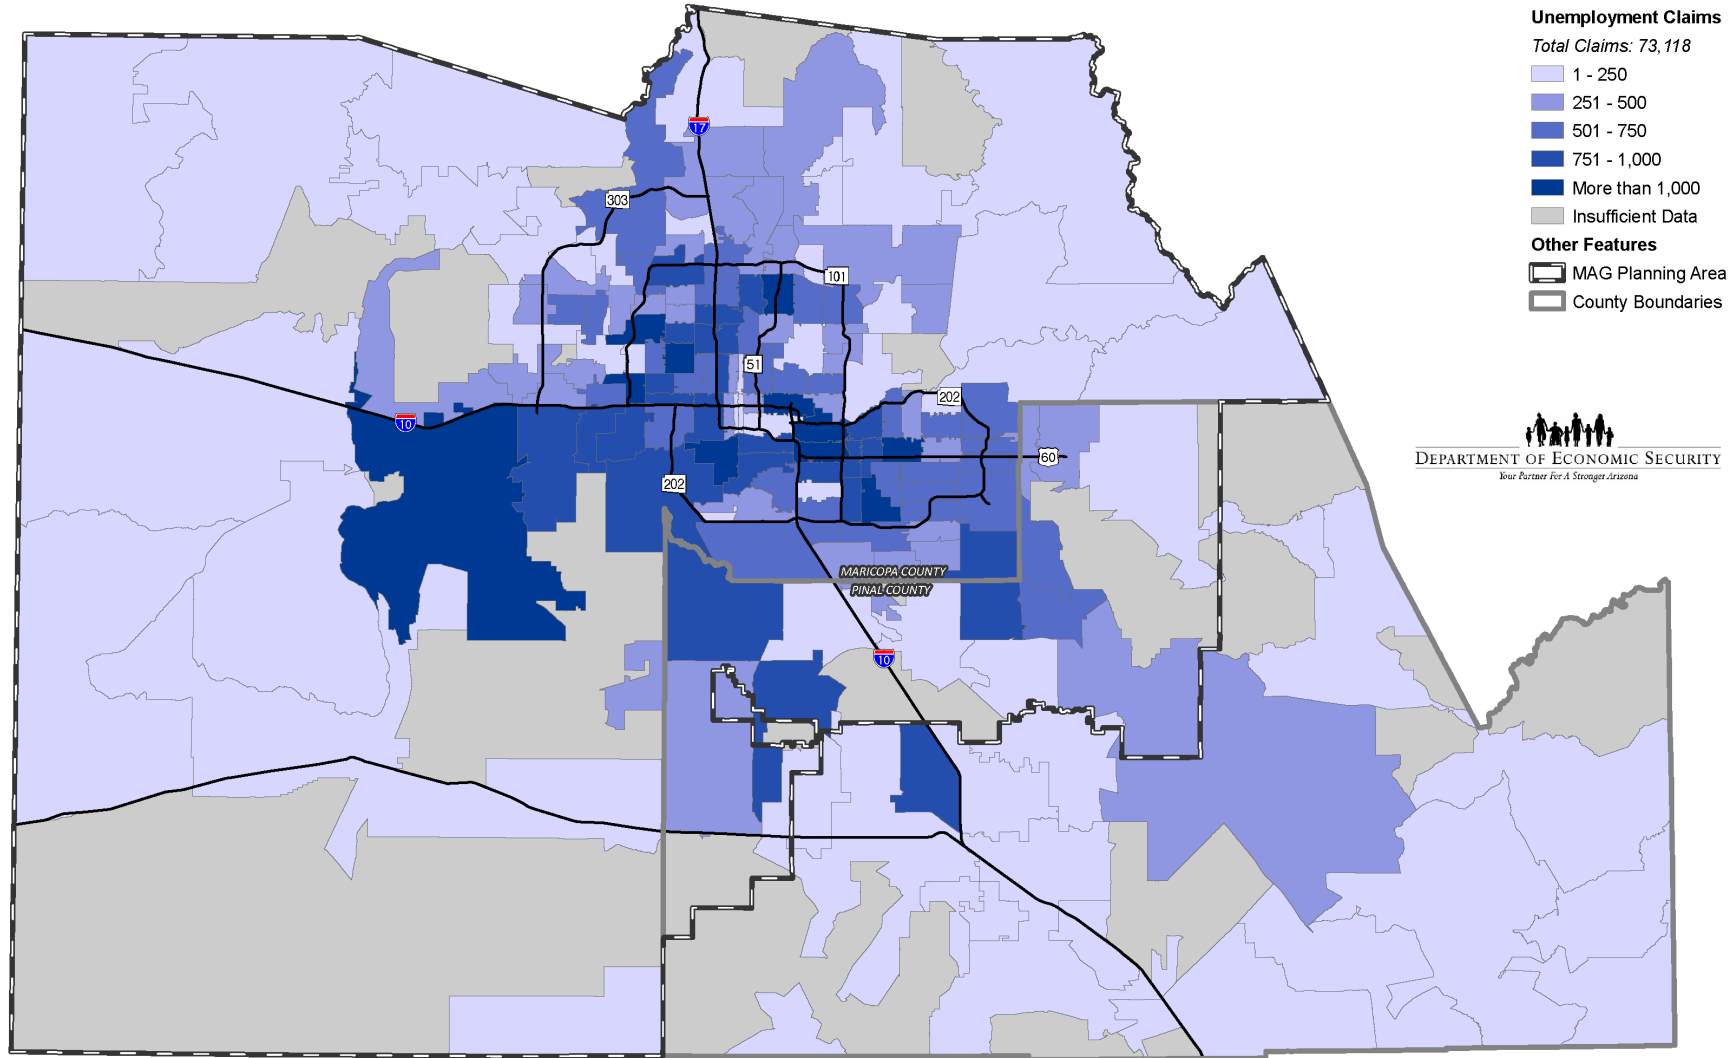 Unemployment Claims
Total Claims: 73,118
1 - 250
251 - 500
501 - 750
751 - 1,000
More than 1,000
Insufficient Data
Other Features
MAG Planning Area
County Boundaries
17
303
101
51
202
10
60
202
DEPARTMENT OF ECONOMIC SECURITY
Your Partner For A Stronger Arizona
MARICOPA COUNTY
PINAL COUNTY
10